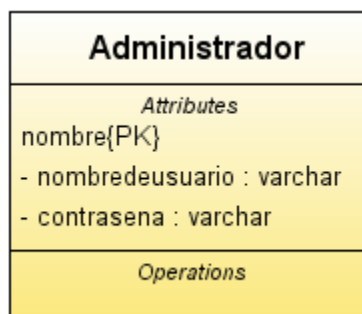 Administrador
Attributes
nombre{PK}
- nombredeusuario : varchar
- contrasena : varchar
Operations